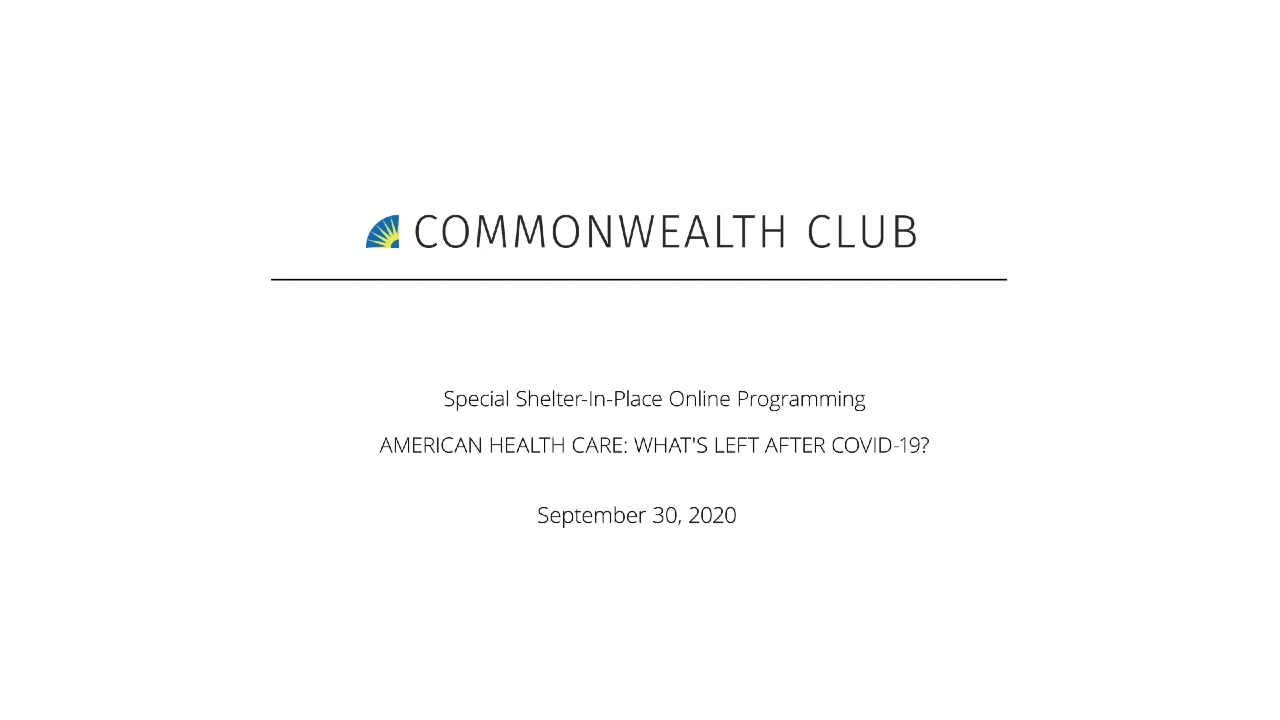 COMMONWEALTH CLUB
Special Shelter-In-Place Online Programming
AMERICAN HEALTH CARE: WHAT'S LEFT AFTER COVID-19?
September 30, 2020